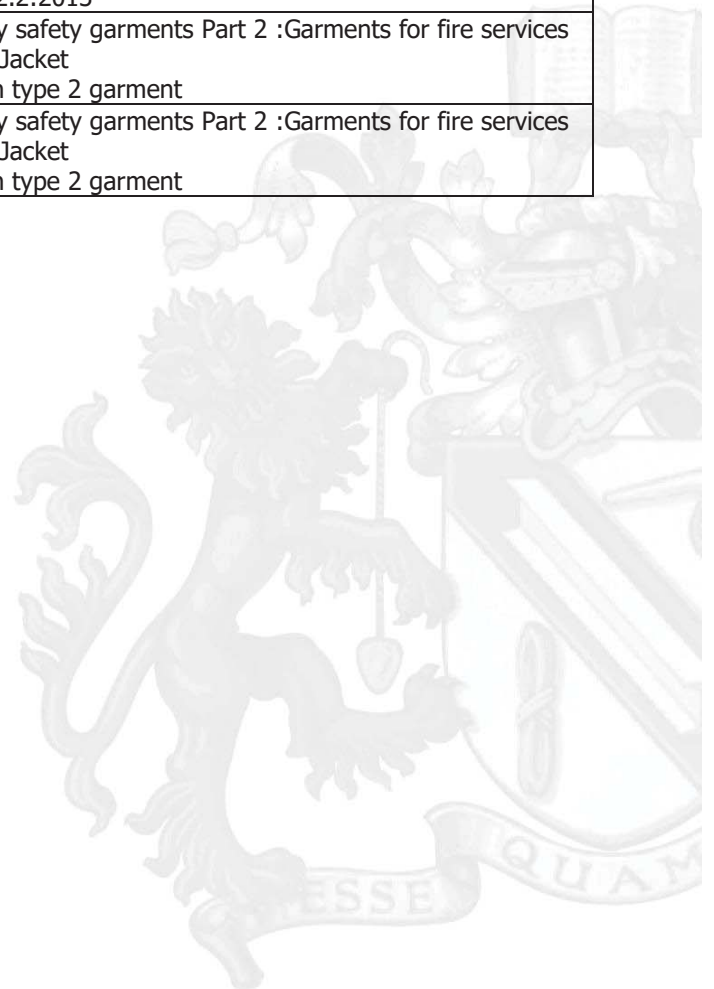 y safety garments Part 2 :Garments for fire services
Jacket
n type 2 garment
y safety garments Part 2 :Garments for fire services
Jacket
n type 2 garment
ESSE
QUAM